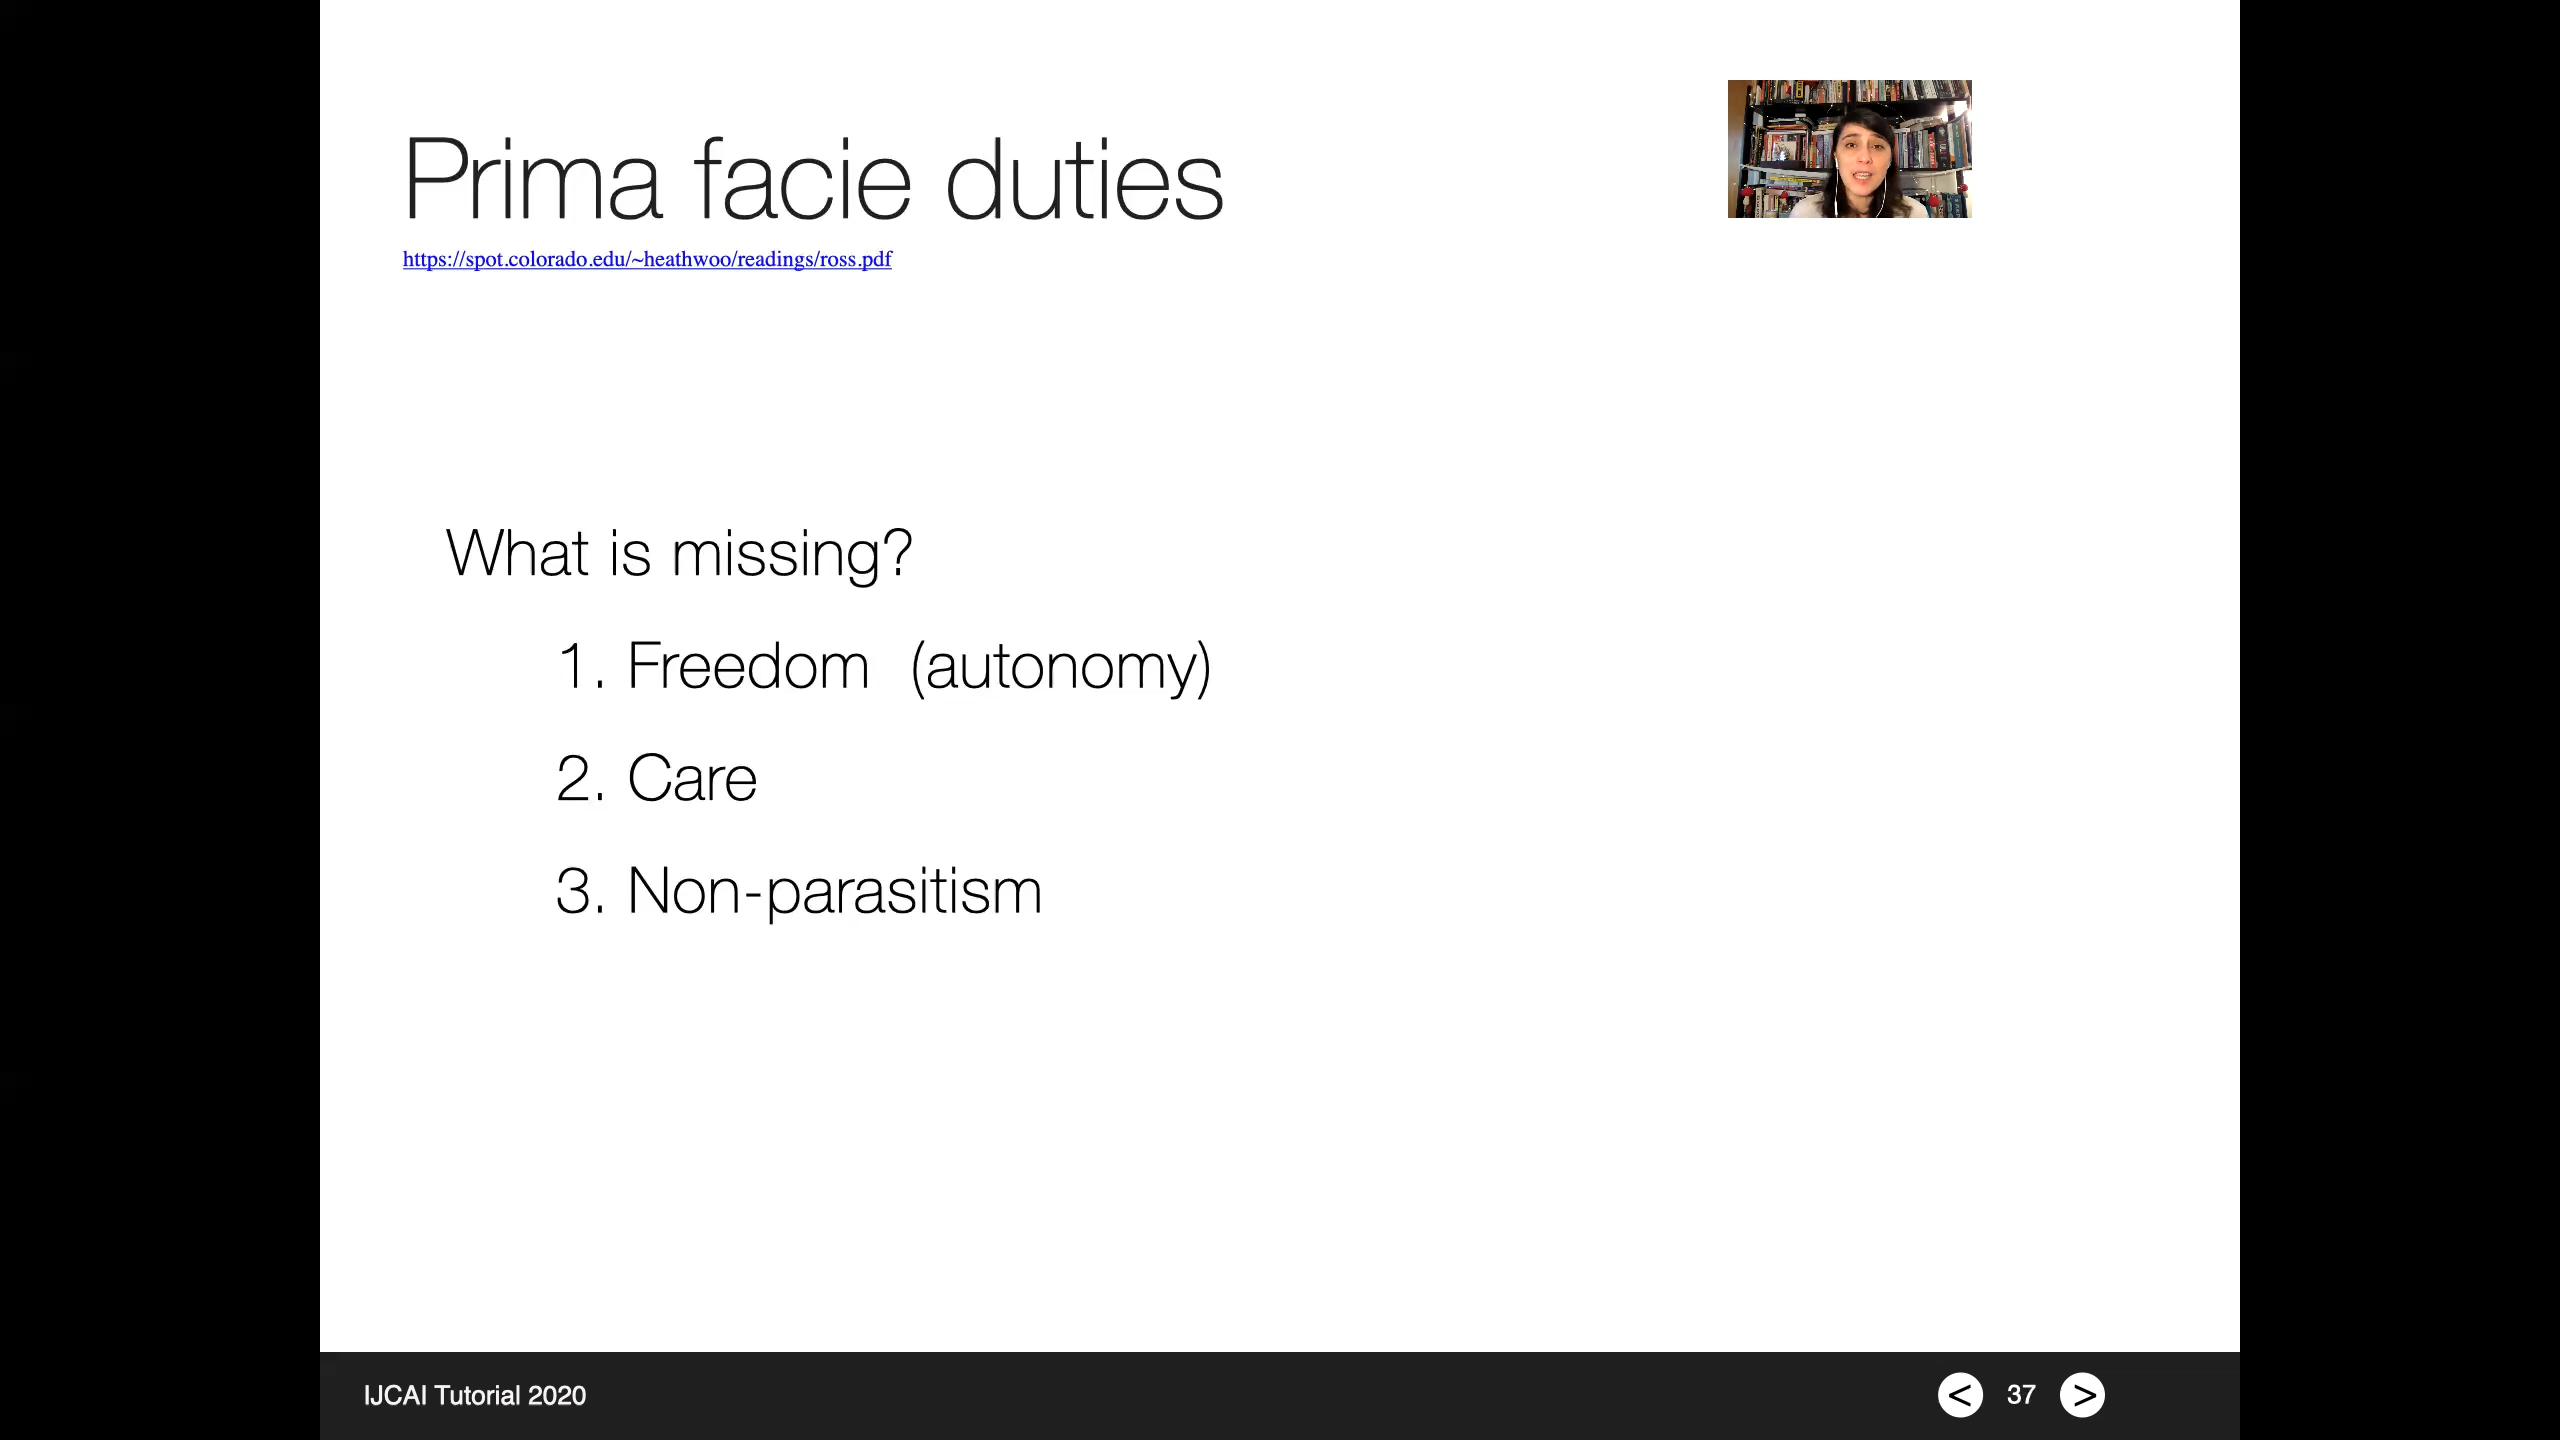 Prima facie duties
https://spot.colorado.edu/~heathwoo/readings/ross.pdf
What is missing?
1. Freedom (autonomy)
2. Care
3. Non-parasitism
IJCAI Tutorial 2020
< 37 >